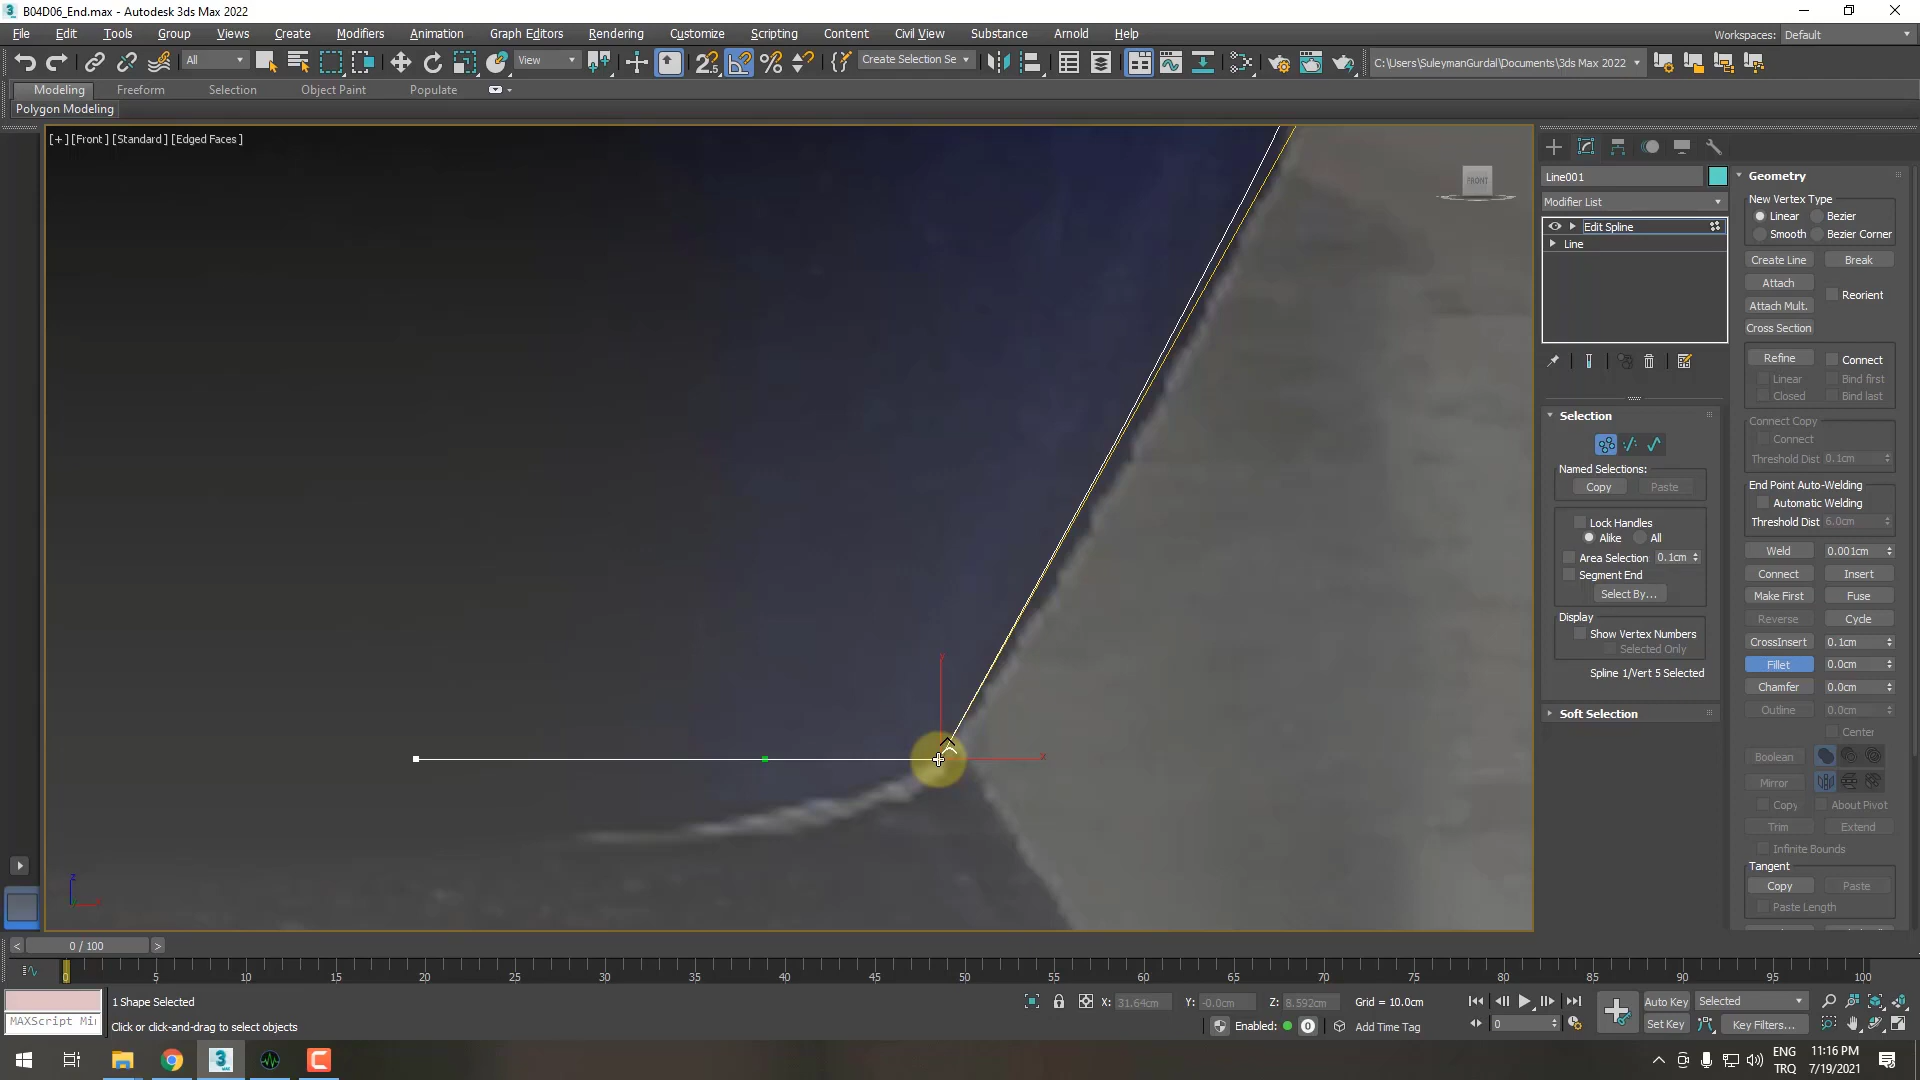 B04D06_End.max - Autodesk 3ds Max 2022
File Edit Tools Group Views Create Modifiers Animation Graph Editors Rendering Customize Scripting Content Civil View Substance Arnold Help
Workspaces: Default
All View Create Selection Se C:\Users\SuleymanGurdal\Documents\3ds Max 2022
Modeling Freeform Selection Object Paint Populate
Polygon Modeling
[+] [Front] [Standard] [Edged Faces]
FRONT
x
z
Line001
Modifier List
Edit Spline
Line
Selection
Named Selections:
Copy Paste
Lock Handles
Alike All
Area Selection 0.1cm
Segment End
Select By...
Display
Show Vertex Numbers
Selected Only
Spline 1/Vert 5 Selected
Soft Selection
Geometry
New Vertex Type
Linear Bezier
Smooth Bezier Corner
Create Line Break
Attach
Reorient
Attach Mult.
Cross Section
Refine Connect
Linear Bind first
Closed Bind last
Connect Copy
Connect
Threshold Dist 0.1cm
End Point Auto-Welding
Automatic Welding
Threshold Dist 6.0cm
Weld 0.001cm
Connect Insert
Make First Fuse
Reverse Cycle
CrossInsert 0.1cm
Fillet 0.0cm
Chamfer 0.0cm
Outline 0.0cm
Center
Boolean
Mirror
Copy About Pivot
Trim Extend
Infinite Bounds
Tangent
Copy Paste
Paste Length
< 0 / 100 >
0 5 10 15 20 25 30 35 40 45 50 55 60 65 70 75 80 85 90 95 100
1 Shape Selected
X: 31.64cm Y: -0.0cm Z: 8.592cm Grid = 10.0cm
Auto Key Selected
MAXScript Mi
Click or click-and-drag to select objects
Enabled: 0 Add Time Tag
0
Set Key Key Filters...
ENG 11:16 PM
TRQ 7/19/2021